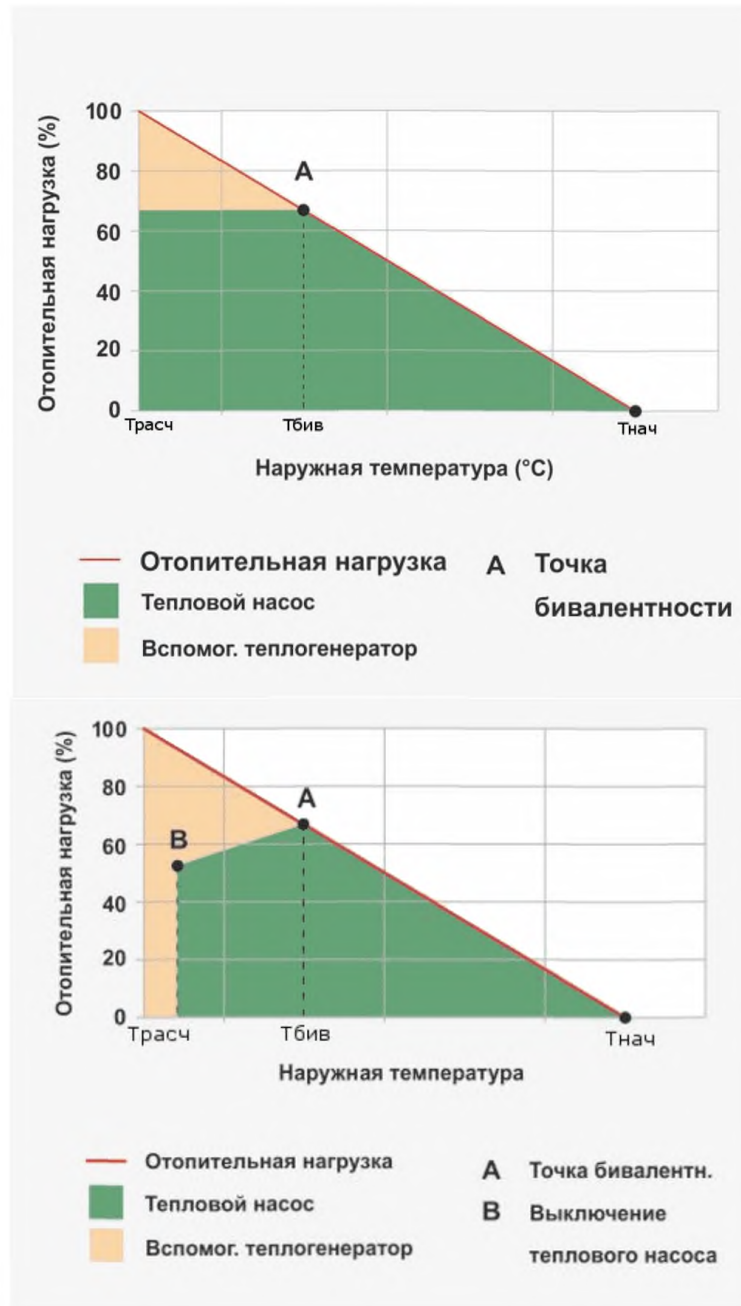 Отопительная нагрузка (%)
100
80
60
40
20
0
A
Трасч
Тбив
Тнач
Наружная температура (°C)
Отопительная нагрузка
Тепловой насос
Вспомог. теплогенератор
A Точка
бивалентности
Отопительная нагрузка (%)
100
80
60
40
20
0
A
B
Трасч
Тбив
Тнач
Наружная температура
Отопительная нагрузка
Тепловой насос
Вспомог. теплогенератор
A Точка бивалентн.
B Выключение
теплового насоса